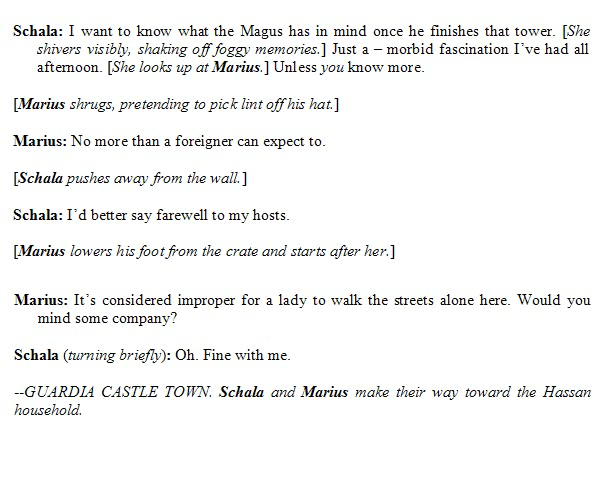 Schala: I want to know what the Magus has in mind once he finishes that tower. [She
shivers visibly, shaking off foggy memories.] Just a – morbid fascination I’ve had all
afternoon. [She looks up at Marius.] Unless you know more.
[Marius shrugs, pretending to pick lint off his hat.]
Marius: No more than a foreigner can expect to.
[Schala pushes away from the wall.]
Schala: I’d better say farewell to my hosts.
[Marius lowers his foot from the crate and starts after her.]
Marius: It’s considered improper for a lady to walk the streets alone here. Would you
mind some company?
Schala (turning briefly): Oh. Fine with me.
--GUARDIA CASTLE TOWN. Schala and Marius make their way toward the Hassan
household.